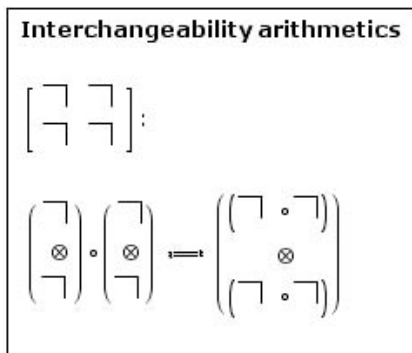 Interchangeability arithmetics
[ ¬ ¬
¬ ¬ ] :
( ¬ ⊗ ¬ ) ∘ ( ¬ ⊗ ¬ ) ⇌ ( ( ¬ ∘ ¬ ) ⊗ ( ¬ ∘ ¬ ) )